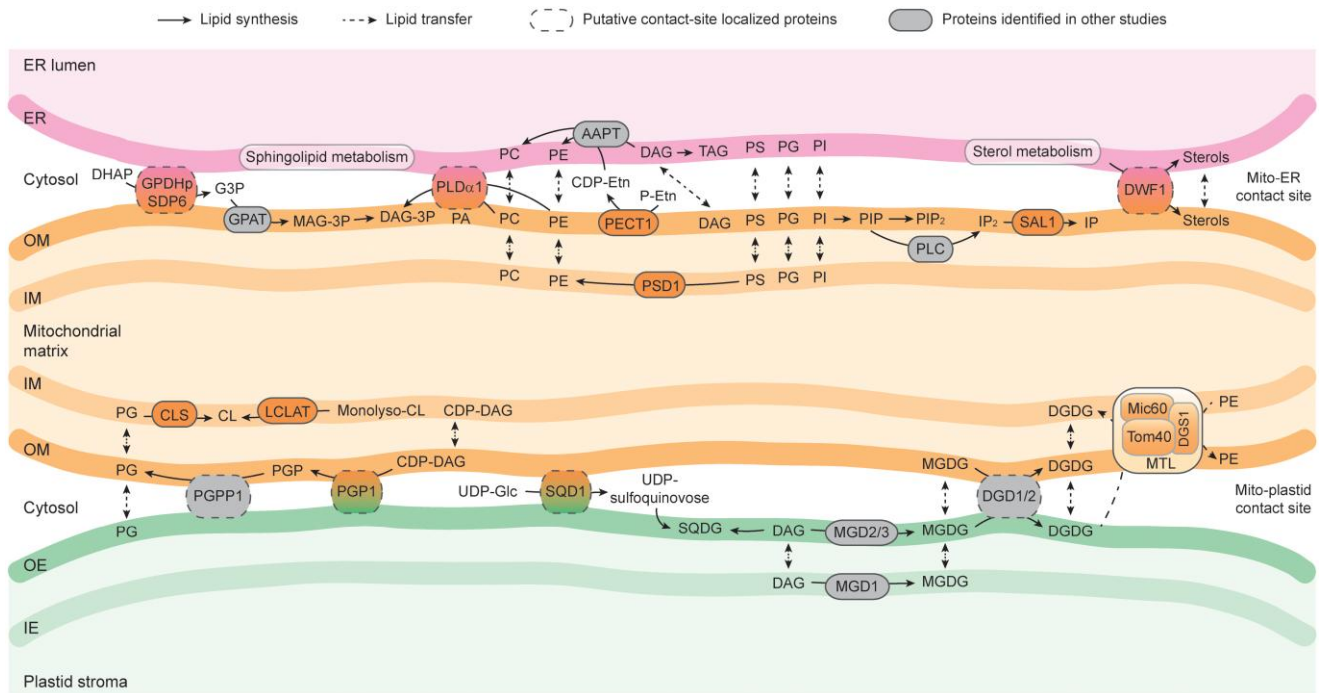 Lipid synthesis
Lipid transfer
Putative contact-site localized proteins
Proteins identified in other studies
ER lumen
ER
AAPT
PC
PE
DAG
TAG
PS
PG
PI
Sphingolipid metabolism
Sterol metabolism
Sterols
Cytosol
DHAP
GPDHp
SDP6
G3P
PLDα1
CDP-Etn
P-Etn
DWF1
Mito-ER
contact site
GPAT
MAG-3P
DAG-3P
PA
PC
PE
PECT1
DAG
PS
PG
PI
PIP
PIP₂
IP₂
SAL1
IP
Sterols
OM
PLC
IM
PC
PE
PSD1
PS
PG
PI
Mitochondrial
matrix
IM
PG
CLS
CL
LCLAT
Monolyso-CL
CDP-DAG
DGDG
Mic60
Tom40
DGS1
MTL
PE
OM
PG
PGP
CDP-DAG
MGDG
DGDG
PE
PGPP1
PGP1
UDP-Glc
SQD1
UDP-
sulfoquinovose
DGD1/2
Cytosol
Mito-plastid
contact site
PG
SQDG
DAG
MGD2/3
MGDG
DGDG
OE
DAG
MGD1
MGDG
IE
Plastid stroma